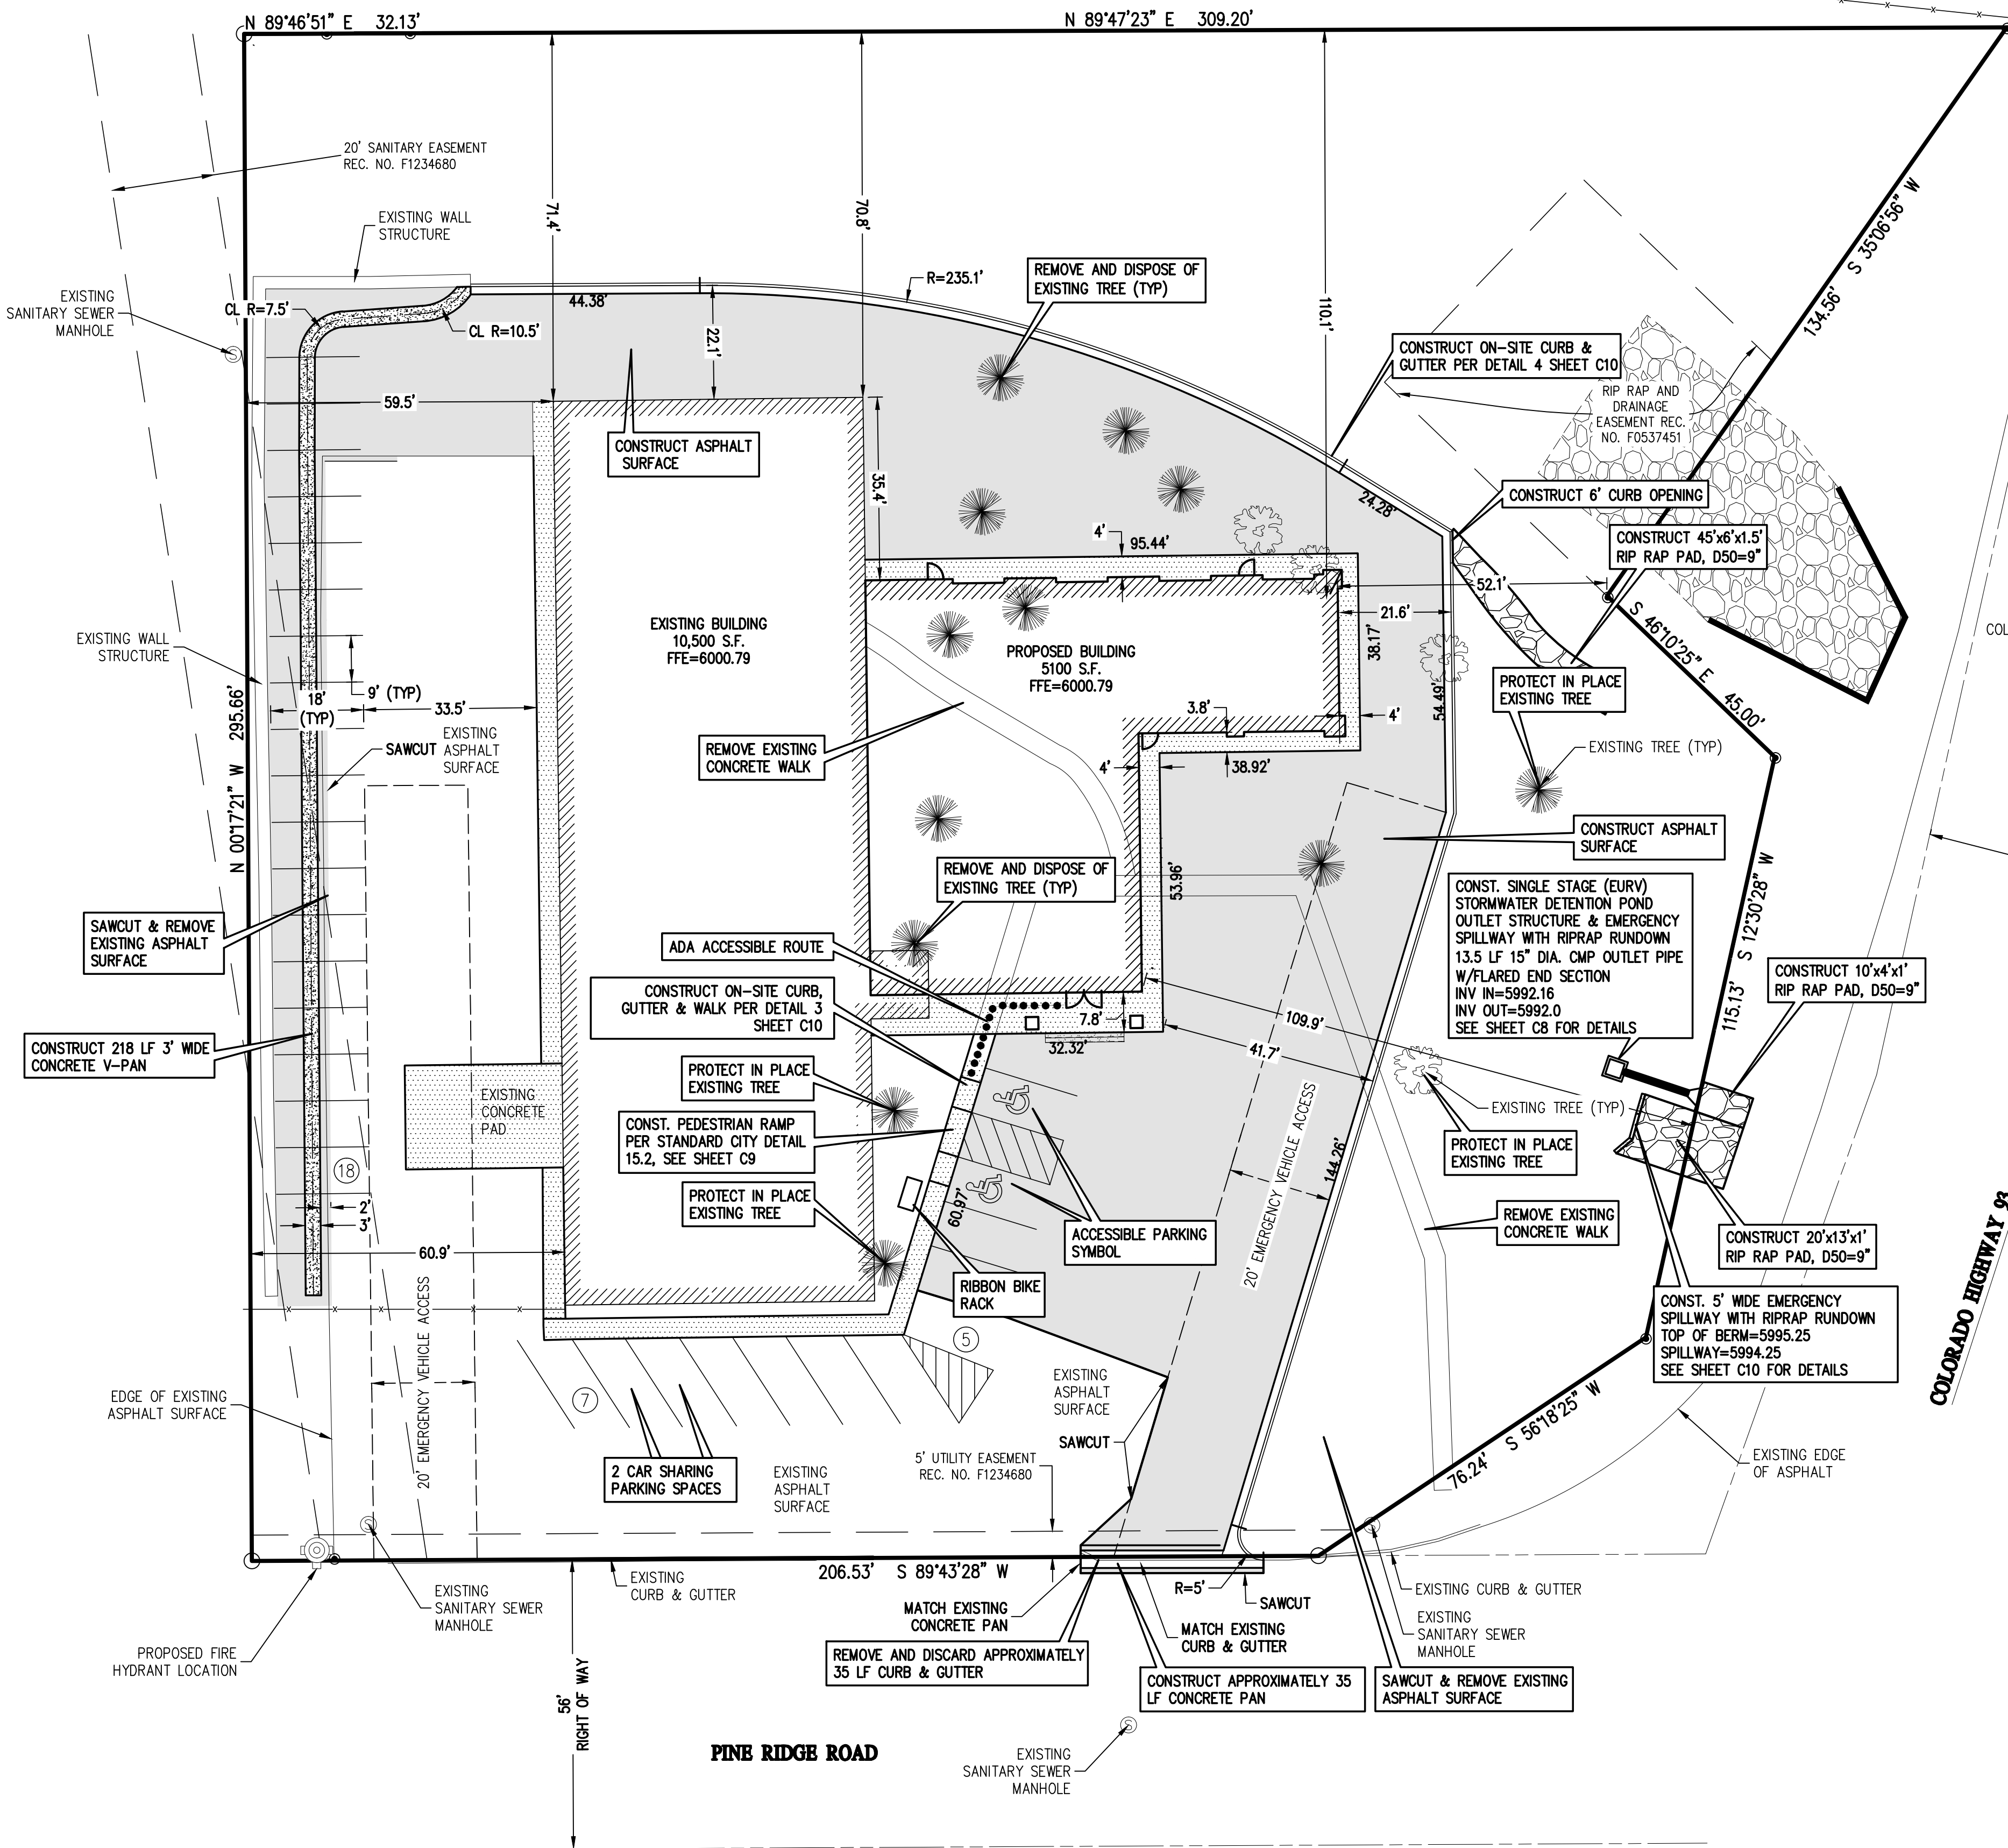 N 89°46'51" E 32.13'
N 89°47'23" E 309.20'
20' SANITARY EASEMENT
REC. NO. F1234680
EXISTING WALL
STRUCTURE
EXISTING
SANITARY SEWER
MANHOLE
S
CL R=7.5'
CL R=10.5'
71.4'
70.8'
110.1'
44.38'
22.1'
R=235.1'
REMOVE AND DISPOSE OF
EXISTING TREE (TYP)
S 35°06'56" W
134.56'
CONSTRUCT ON-SITE CURB &
GUTTER PER DETAIL 4 SHEET C10
RIP RAP AND
DRAINAGE
EASEMENT REC.
NO. F0537451
59.5'
CONSTRUCT ASPHALT
SURFACE
35.4'
24.28'
CONSTRUCT 6' CURB OPENING
CONSTRUCT 45'x6'x1.5'
RIP RAP PAD, D50=9"
4'
95.44'
52.1'
21.6'
38.17'
S 46°10'25" E
45.00'
COL
EXISTING WALL
STRUCTURE
EXISTING BUILDING
10,500 S.F.
FFE=6000.79
PROPOSED BUILDING
5100 S.F.
FFE=6000.79
PROTECT IN PLACE
EXISTING TREE
N 00°17'21" W 295.66'
18'
(TYP)
9' (TYP)
33.5'
SAWCUT
EXISTING
ASPHALT
SURFACE
REMOVE EXISTING
CONCRETE WALK
3.8'
4'
54.49'
4'
38.92'
EXISTING TREE (TYP)
CONSTRUCT ASPHALT
SURFACE
REMOVE AND DISPOSE OF
EXISTING TREE (TYP)
53.96'
CONST. SINGLE STAGE (EURV)
STORMWATER DETENTION POND
OUTLET STRUCTURE & EMERGENCY
SPILLWAY WITH RIPRAP RUNDOWN
13.5 LF 15" DIA. CMP OUTLET PIPE
W/FLARED END SECTION
INV IN=5992.16
INV OUT=5992.0
SEE SHEET C8 FOR DETAILS
S 12°30'28" W
115.13'
SAWCUT & REMOVE
EXISTING ASPHALT
SURFACE
ADA ACCESSIBLE ROUTE
CONSTRUCT ON-SITE CURB,
GUTTER & WALK PER DETAIL 3
SHEET C10
CONSTRUCT 10'x4'x1'
RIP RAP PAD, D50=9"
7.8'
109.9'
32.32'
41.7'
CONSTRUCT 218 LF 3' WIDE
CONCRETE V-PAN
PROTECT IN PLACE
EXISTING TREE
EXISTING
CONCRETE
PAD
CONST. PEDESTRIAN RAMP
PER STANDARD CITY DETAIL
15.2, SEE SHEET C9
EXISTING TREE (TYP)
PROTECT IN PLACE
EXISTING TREE
18
20' EMERGENCY VEHICLE ACCESS
144.26'
PROTECT IN PLACE
EXISTING TREE
60.97'
2'
3'
60.9'
ACCESSIBLE PARKING
SYMBOL
REMOVE EXISTING
CONCRETE WALK
CONSTRUCT 20'x13'x1'
RIP RAP PAD, D50=9"
COLORADO HIGHWAY 93
RIBBON BIKE
RACK
CONST. 5' WIDE EMERGENCY
SPILLWAY WITH RIPRAP RUNDOWN
TOP OF BERM=5995.25
SPILLWAY=5994.25
SEE SHEET C10 FOR DETAILS
20' EMERGENCY VEHICLE ACCESS
5
7
EDGE OF EXISTING
ASPHALT SURFACE
EXISTING
ASPHALT
SURFACE
SAWCUT
S 56°18'25" W
76.24'
2 CAR SHARING
PARKING SPACES
EXISTING
ASPHALT
SURFACE
5' UTILITY EASEMENT
REC. NO. F1234680
EXISTING EDGE
OF ASPHALT
S
S
206.53' S 89°43'28" W
EXISTING
CURB & GUTTER
R=5'
SAWCUT
EXISTING CURB & GUTTER
EXISTING
SANITARY SEWER
MANHOLE
MATCH EXISTING
CONCRETE PAN
MATCH EXISTING
CURB & GUTTER
EXISTING
SANITARY SEWER
MANHOLE
PROPOSED FIRE
HYDRANT LOCATION
REMOVE AND DISCARD APPROXIMATELY
35 LF CURB & GUTTER
CONSTRUCT APPROXIMATELY 35
LF CONCRETE PAN
SAWCUT & REMOVE EXISTING
ASPHALT SURFACE
56'
RIGHT OF WAY
PINE RIDGE ROAD
S
EXISTING
SANITARY SEWER
MANHOLE